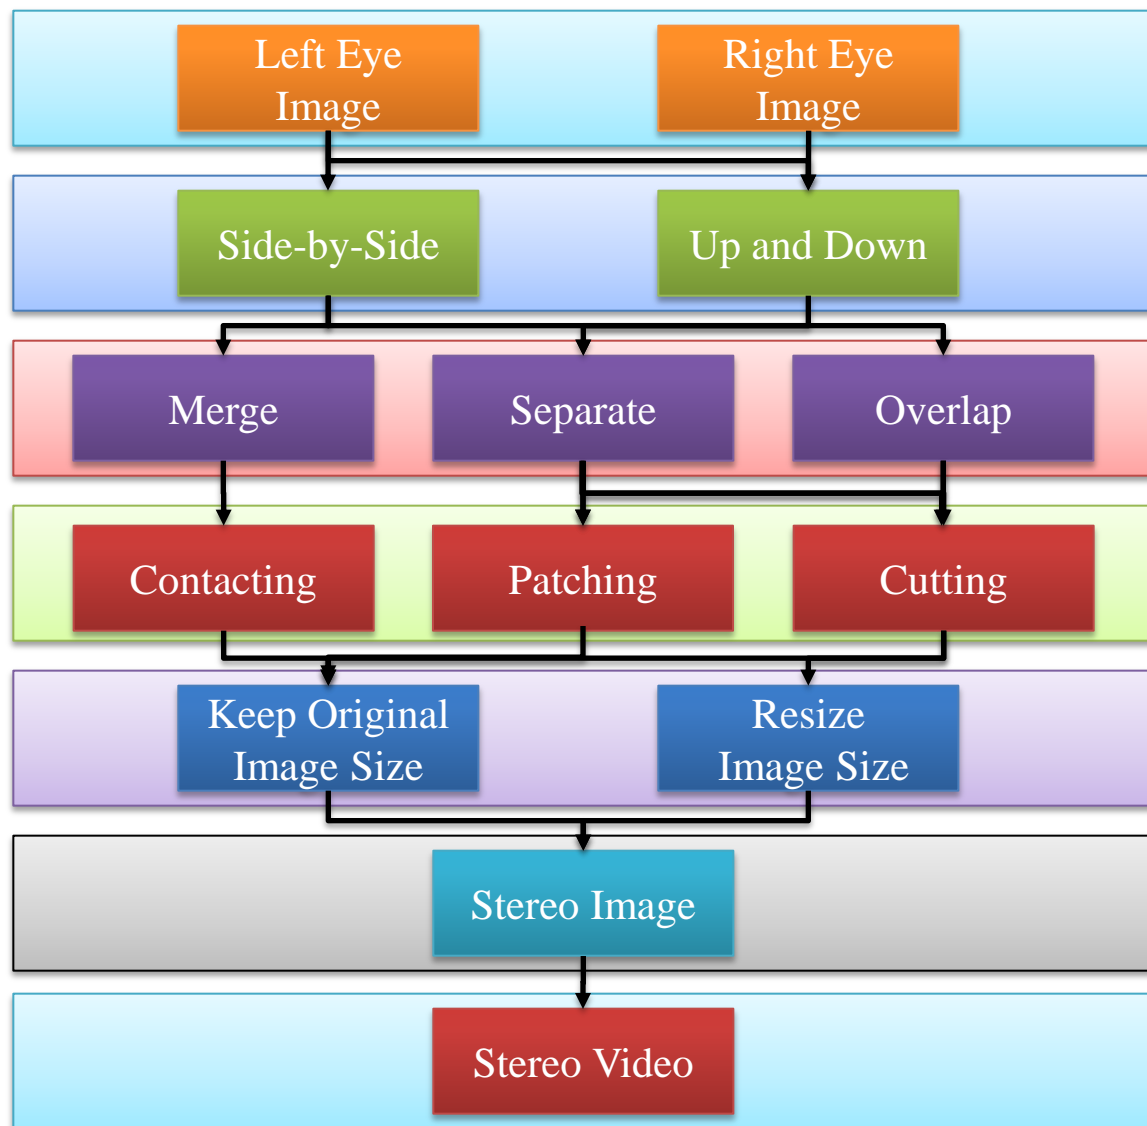 Left Eye
Image
Right Eye
Image
Side-by-Side
Up and Down
Merge
Separate
Overlap
Contacting
Patching
Cutting
Keep Original
Image Size
Resize
Image Size
Stereo Image
Stereo Video